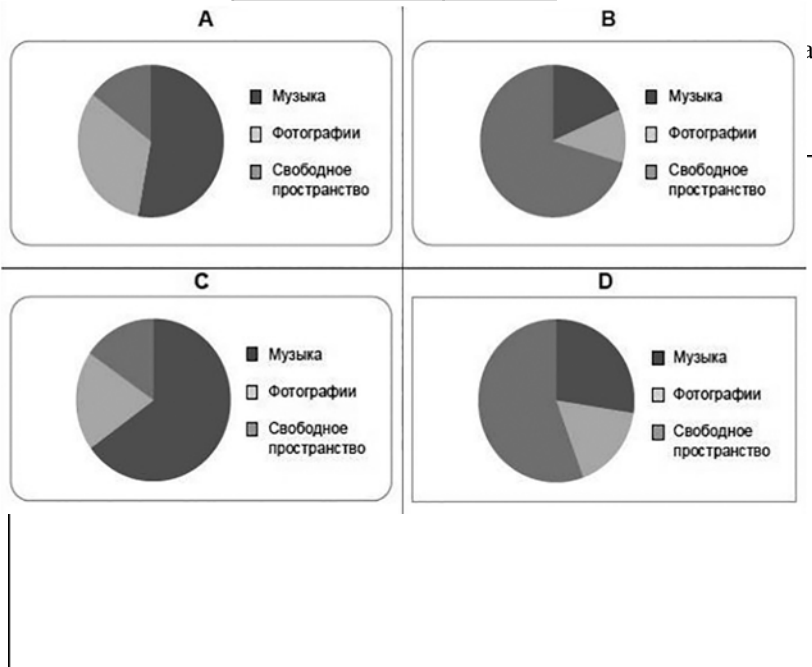 A
Музыка
Фотографии
Свободное
пространство
B
Музыка
Фотографии
Свободное
пространство
C
Музыка
Фотографии
Свободное
пространство
D
Музыка
Фотографии
Свободное
пространство